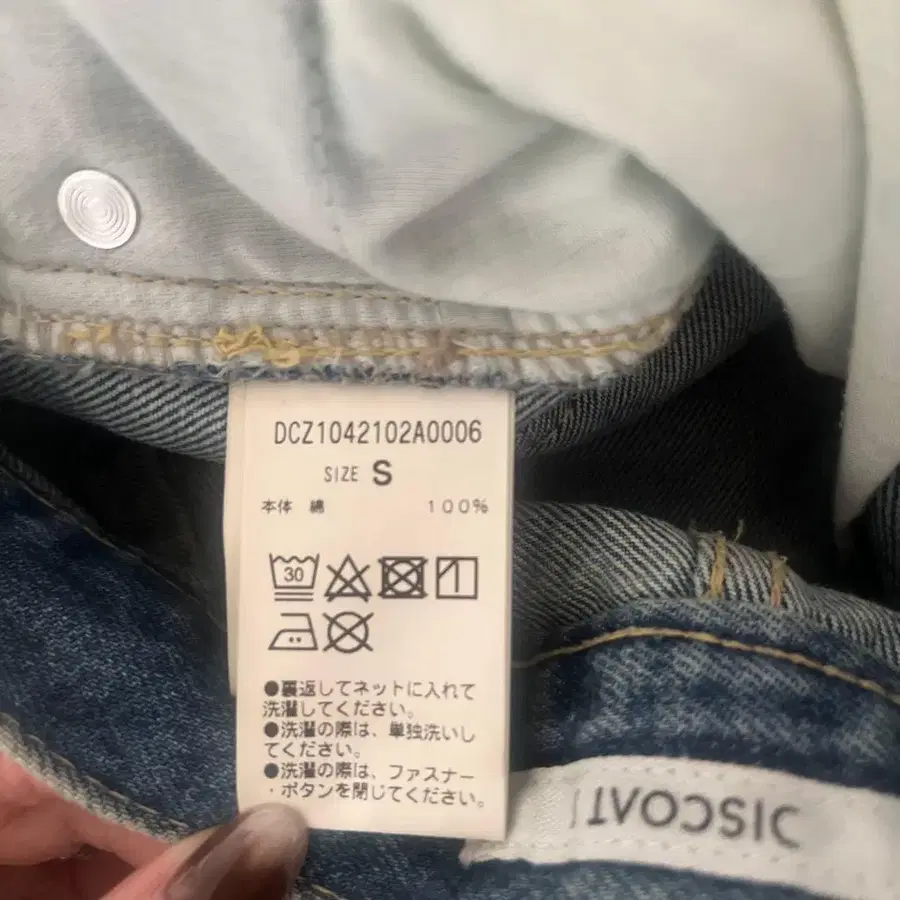 DCZ1042102A0006
SIZE S
本体 綿 100%
30
●裏返してネットに入れて
洗濯してください。
●洗濯の際は、単独洗いし
てください。
●洗濯の際は、ファスナー
・ボタンを閉じてください。
DISCOAT